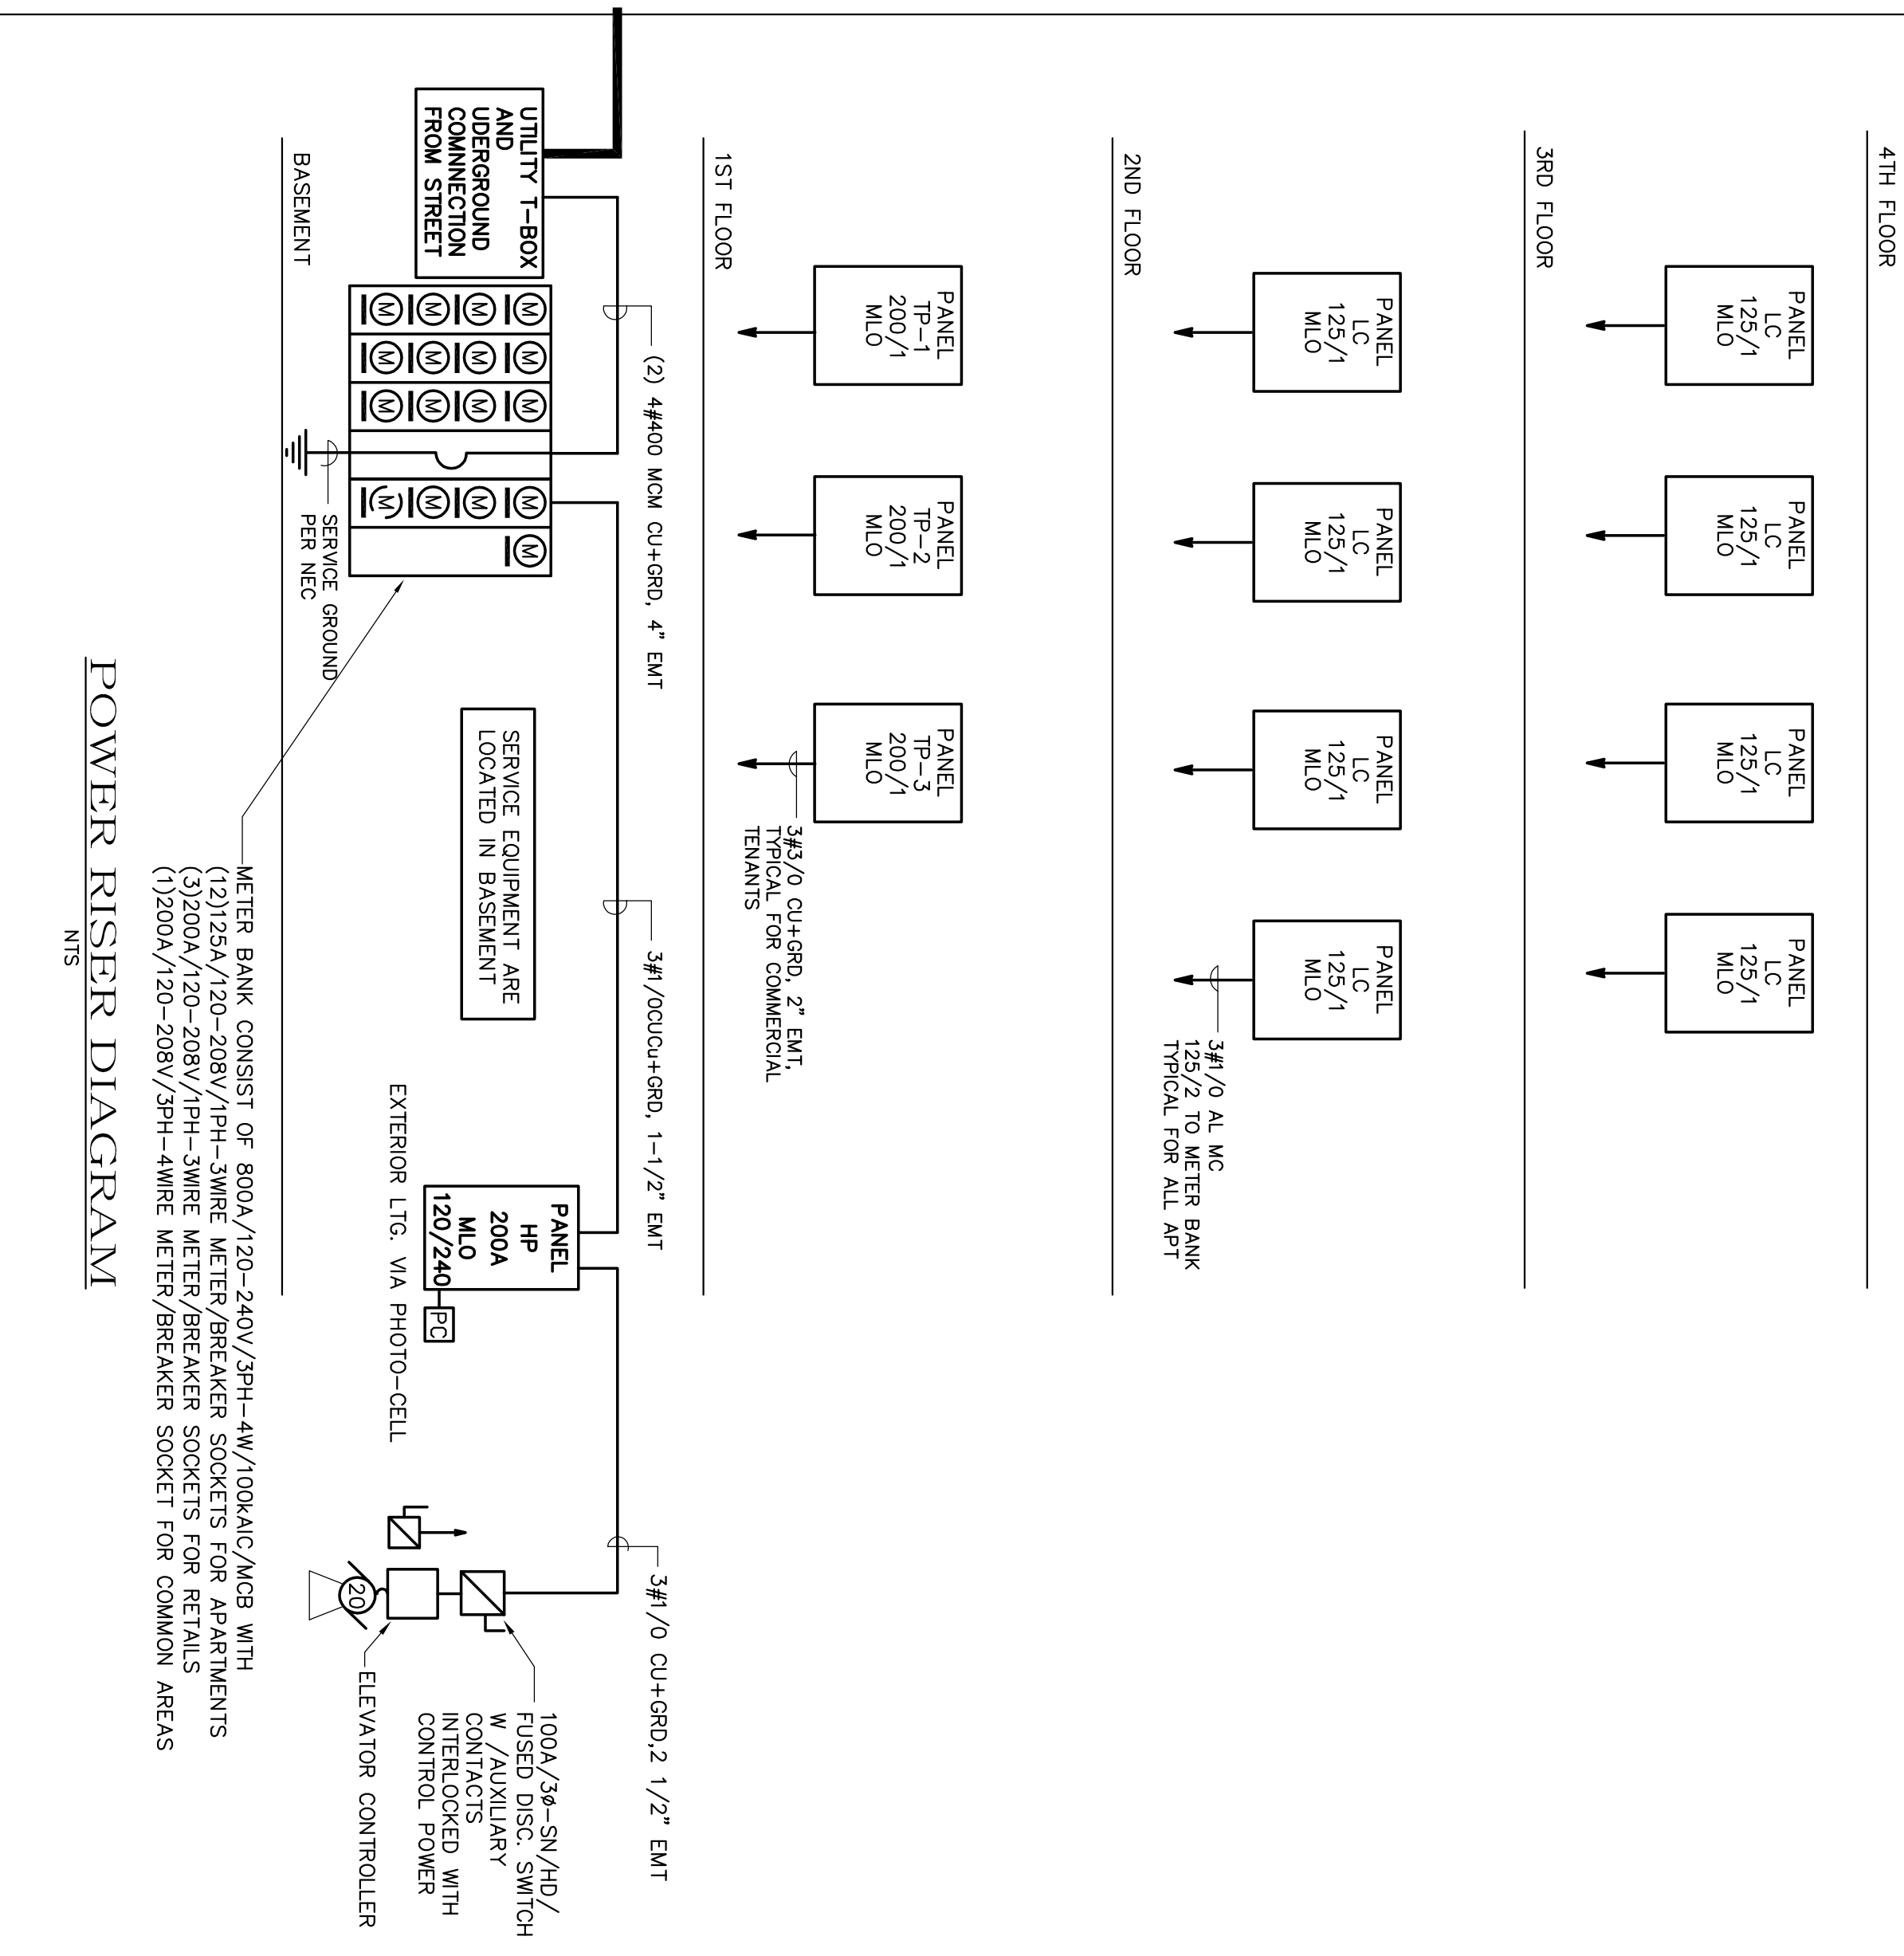 4TH FLOOR
PANEL
LC
125/1
MLO
PANEL
LC
125/1
MLO
PANEL
LC
125/1
MLO
PANEL
LC
125/1
MLO
3RD FLOOR
PANEL
LC
125/1
MLO
PANEL
LC
125/1
MLO
PANEL
LC
125/1
MLO
PANEL
LC
125/1
MLO
3#1/0 AL MC
125/2 TO METER BANK
TYPICAL FOR ALL APT
2ND FLOOR
PANEL
TP-1
200/1
MLO
PANEL
TP-2
200/1
MLO
PANEL
TP-3
200/1
MLO
3#3/0 CU+GRD, 2" EMT,
TYPICAL FOR COMMERCIAL
TENANTS
1ST FLOOR
(2) 4#400 MCM CU+GRD, 4" EMT
3#1/0CUCu+GRD, 1-1/2" EMT
3#1/0 CU+GRD,2 1/2" EMT
UTILITY T-BOX
AND
UDERGROUND
COMNNECTION
FROM STREET
M M M M M
M M M M
M M M M
M M M M
SERVICE EQUIPMENT ARE
LOCATED IN BASEMENT
PANEL
HP
200A
MLO
120/240
PC
EXTERIOR LTG. VIA PHOTO-CELL
100A/3ø-SN/HD/
FUSED DISC. SWITCH
W /AUXILIARY
CONTACTS
INTERLOCKED WITH
CONTROL POWER
20
ELEVATOR CONTROLLER
SERVICE GROUND
PER NEC
BASEMENT
METER BANK CONSIST OF 800A/120-240V/3PH-4W/100kAIC/MCB WITH
(12)125A/120-208V/1PH-3WIRE METER/BREAKER SOCKETS FOR APARTMENTS
(3)200A/120-208V/1PH-3WIRE METER/BREAKER SOCKETS FOR RETAILS
(1)200A/120-208V/3PH-4WIRE METER/BREAKER SOCKET FOR COMMON AREAS
POWER RISER DIAGRAM
NTS